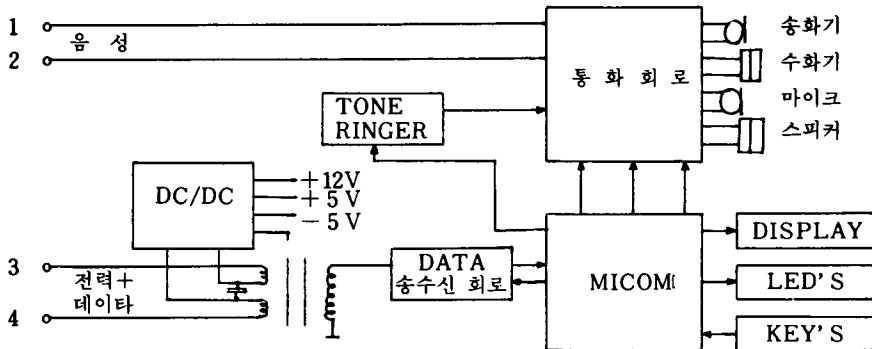 1
음 성
2
통 화 회 로
송화기
수화기
마이크
스피커
TONE
RINGER
DC/DC
+12V
+5V
-5V
3
전력+
데이타
4
DATA
송수신 회로
MICOM
DISPLAY
LED'S
KEY'S